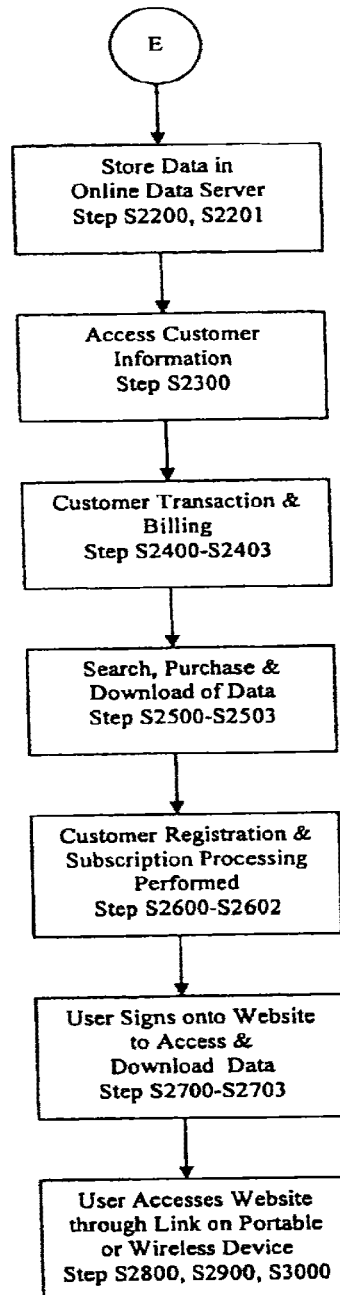 E
Store Data in
Online Data Server
Step S2200, S2201
Access Customer
Information
Step S2300
Customer Transaction &
Billing
Step S2400-S2403
Search, Purchase &
Download of Data
Step S2500-S2503
Customer Registration &
Subscription Processing
Performed
Step S2600-S2602
User Signs onto Website
to Access &
Download Data
Step S2700-S2703
User Accesses Website
through Link on Portable
or Wireless Device
Step S2800, S2900, S3000